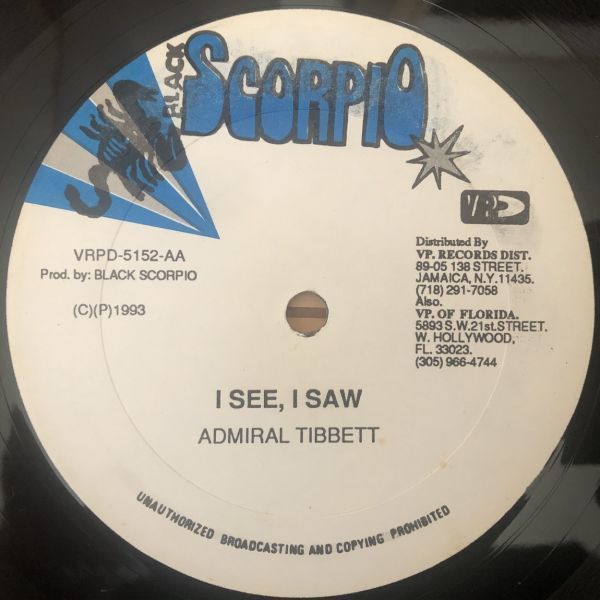 BLACK
SCORPIO
VP
VRPD-5152-AA
Prod. by: BLACK SCORPIO
(C)(P)1993
Distributed By
VP. RECORDS DIST.
89-05 138 STREET.
JAMAICA, N.Y.11435.
(718) 291-7058
Also.
VP. OF FLORIDA.
5893 S.W.21st.STREET.
W. HOLLYWOOD,
FL. 33023.
(305) 966-4744
I SEE, I SAW
ADMIRAL TIBBETT
UNAUTHORIZED BROADCASTING AND COPYING PROHIBITED